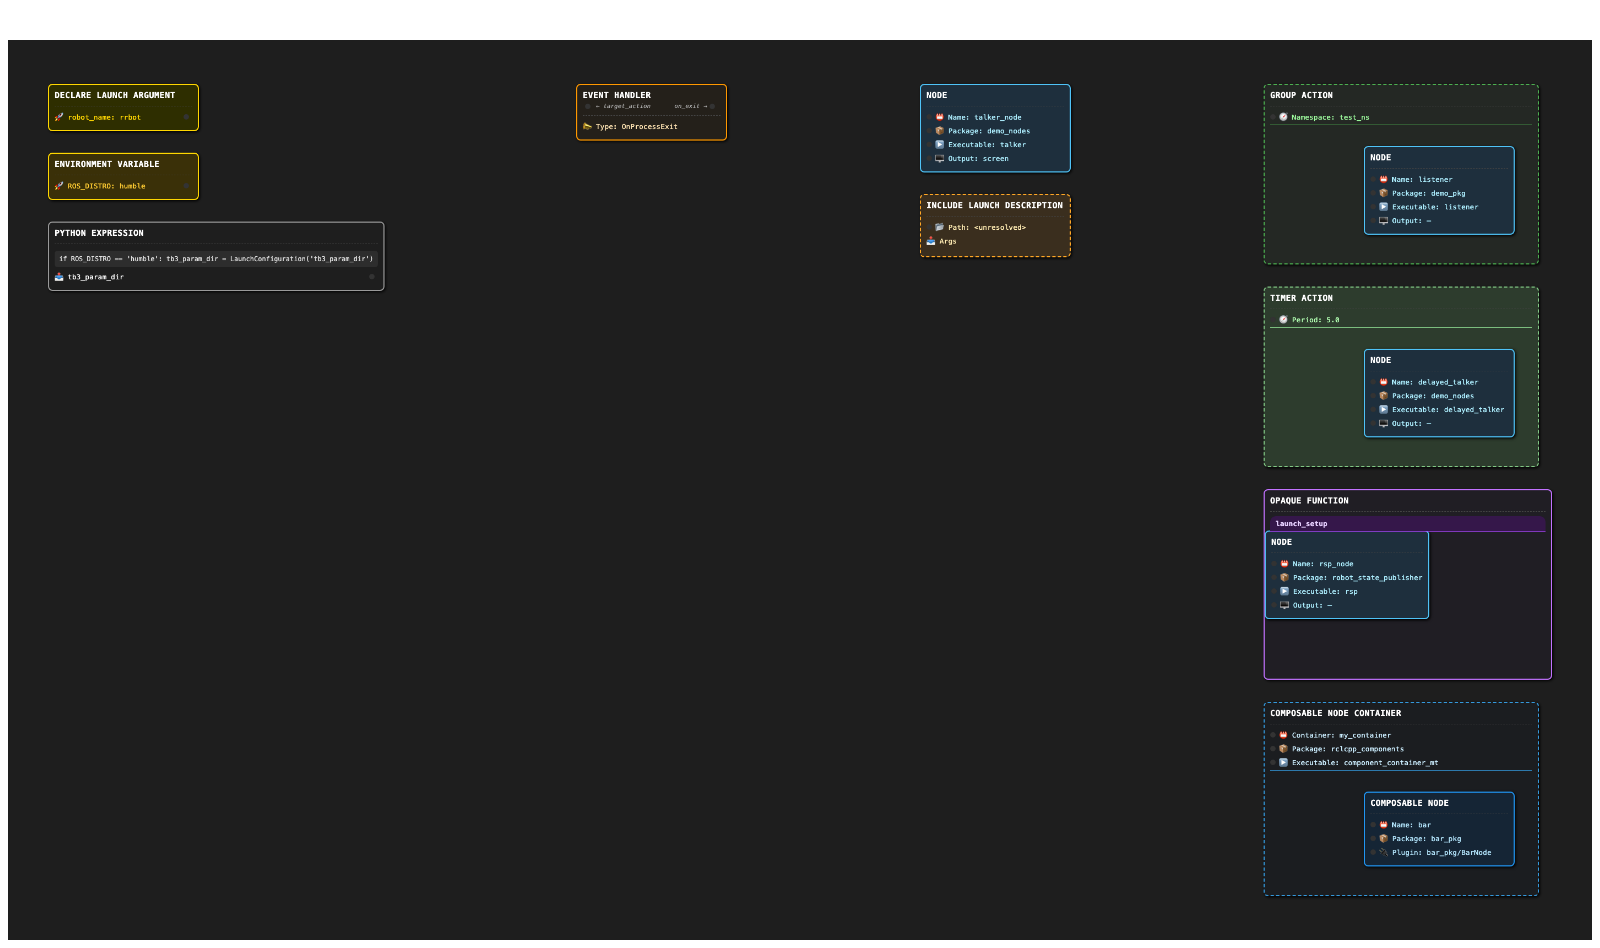 DECLARE LAUNCH ARGUMENT
robot_name: rrbot
ENVIRONMENT VARIABLE
ROS_DISTRO: humble
PYTHON EXPRESSION
if ROS_DISTRO == 'humble': tb3_param_dir = LaunchConfiguration('tb3_param_dir')
tb3_param_dir
EVENT HANDLER
← target_action on_exit →
Type: OnProcessExit
NODE
Name: talker_node
Package: demo_nodes
Executable: talker
Output: screen
INCLUDE LAUNCH DESCRIPTION
Path: <unresolved>
Args
GROUP ACTION
Namespace: test_ns
NODE
Name: listener
Package: demo_pkg
Executable: listener
Output: —
TIMER ACTION
Period: 5.0
NODE
Name: delayed_talker
Package: demo_nodes
Executable: delayed_talker
Output: —
OPAQUE FUNCTION
launch_setup
NODE
Name: rsp_node
Package: robot_state_publisher
Executable: rsp
Output: —
COMPOSABLE NODE CONTAINER
Container: my_container
Package: rclcpp_components
Executable: component_container_mt
COMPOSABLE NODE
Name: bar
Package: bar_pkg
Plugin: bar_pkg/BarNode